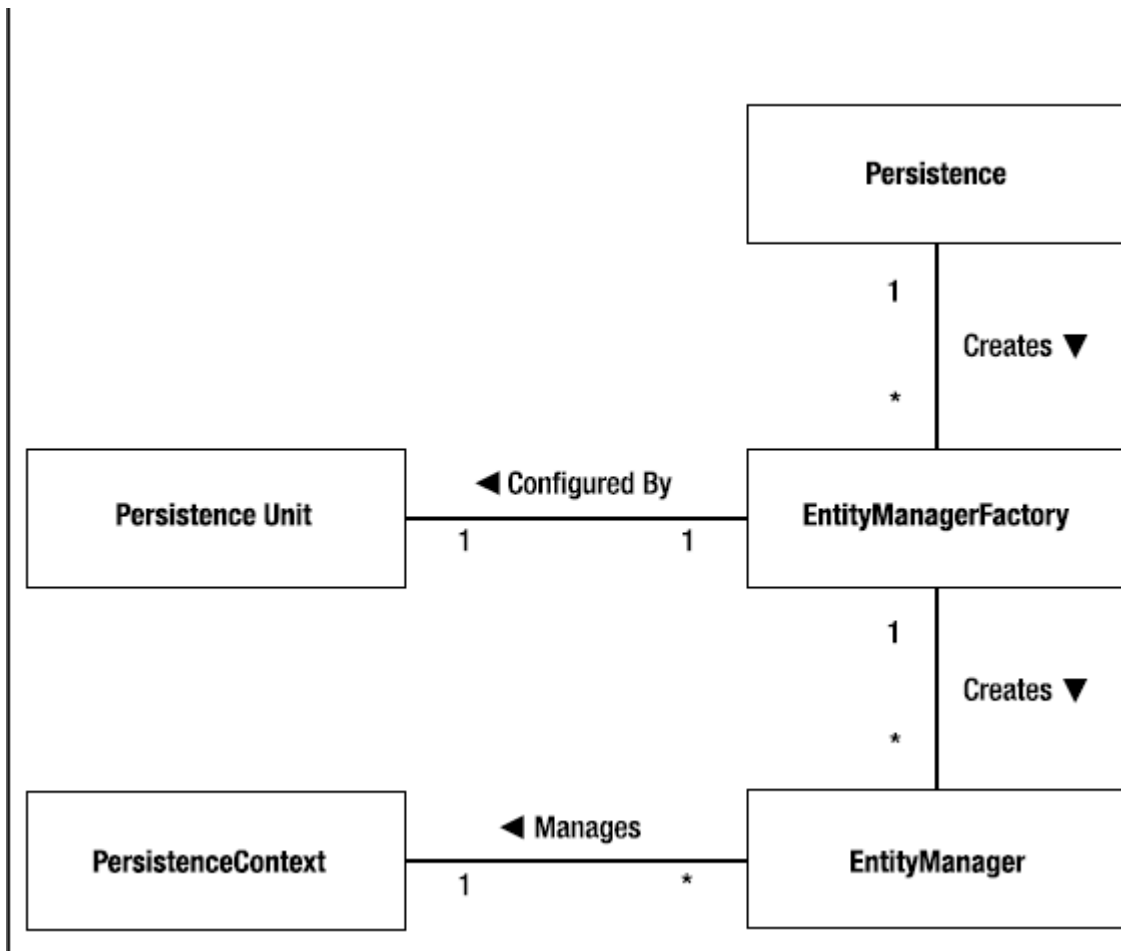 Persistence
1
Creates ▼
*
Persistence Unit
◄ Configured By
1
1
EntityManagerFactory
1
Creates ▼
*
PersistenceContext
◄ Manages
1
*
EntityManager